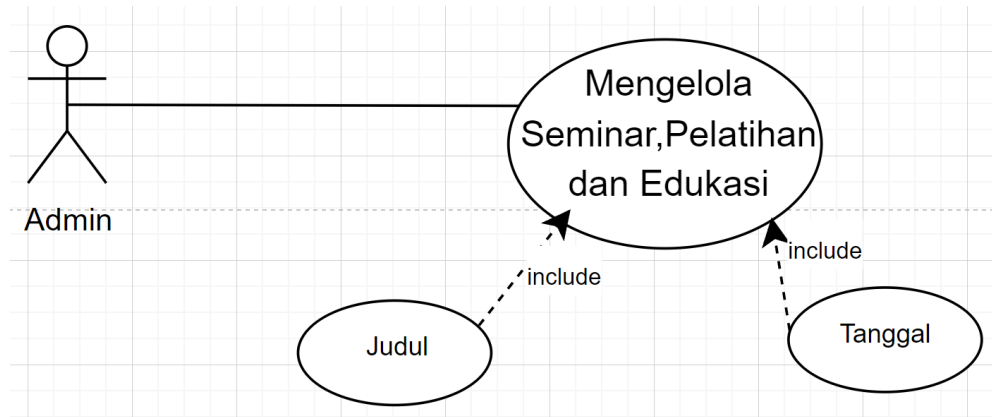 Mengelola
Seminar,Pelatihan
dan Edukasi
Admin
include
include
Judul
Tanggal